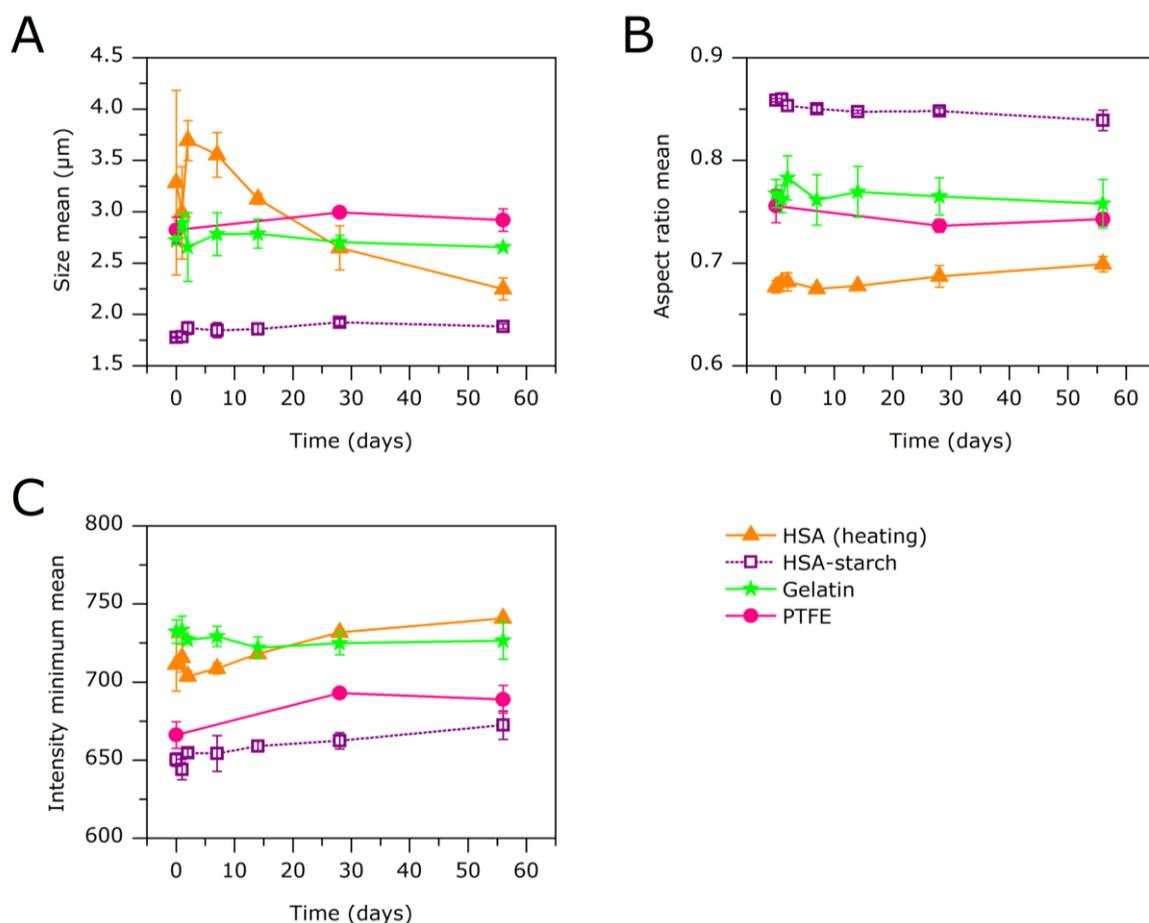 A
4.5
4.0
3.5
3.0
2.5
2.0
1.5
Size mean (µm)
0 10 20 30 40 50 60
Time (days)
B
0.9
0.8
0.7
0.6
Aspect ratio mean
0 10 20 30 40 50 60
Time (days)
C
800
750
700
650
600
Intensity minimum mean
0 10 20 30 40 50 60
Time (days)
HSA (heating)
HSA-starch
Gelatin
PTFE